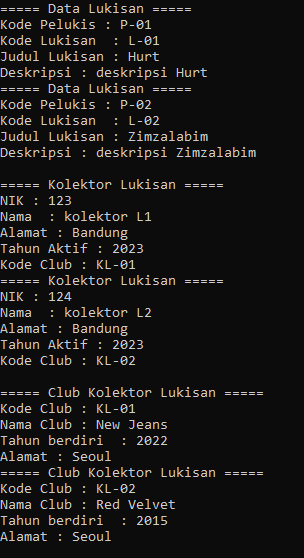 ===== Data Lukisan =====
Kode Pelukis : P-01
Kode Lukisan  : L-01
Judul Lukisan : Hurt
Deskripsi : deskripsi Hurt
===== Data Lukisan =====
Kode Pelukis : P-02
Kode Lukisan  : L-02
Judul Lukisan : Zimzalabim
Deskripsi : deskripsi Zimzalabim
===== Kolektor Lukisan =====
NIK : 123
Nama  : kolektor L1
Alamat : Bandung
Tahun Aktif : 2023
Kode Club : KL-01
===== Kolektor Lukisan =====
NIK : 124
Nama  : kolektor L2
Alamat : Bandung
Tahun Aktif : 2023
Kode Club : KL-02
===== Club Kolektor Lukisan =====
Kode Club : KL-01
Nama Club : New Jeans
Tahun berdiri  : 2022
Alamat : Seoul
===== Club Kolektor Lukisan =====
Kode Club : KL-02
Nama Club : Red Velvet
Tahun berdiri  : 2015
Alamat : Seoul